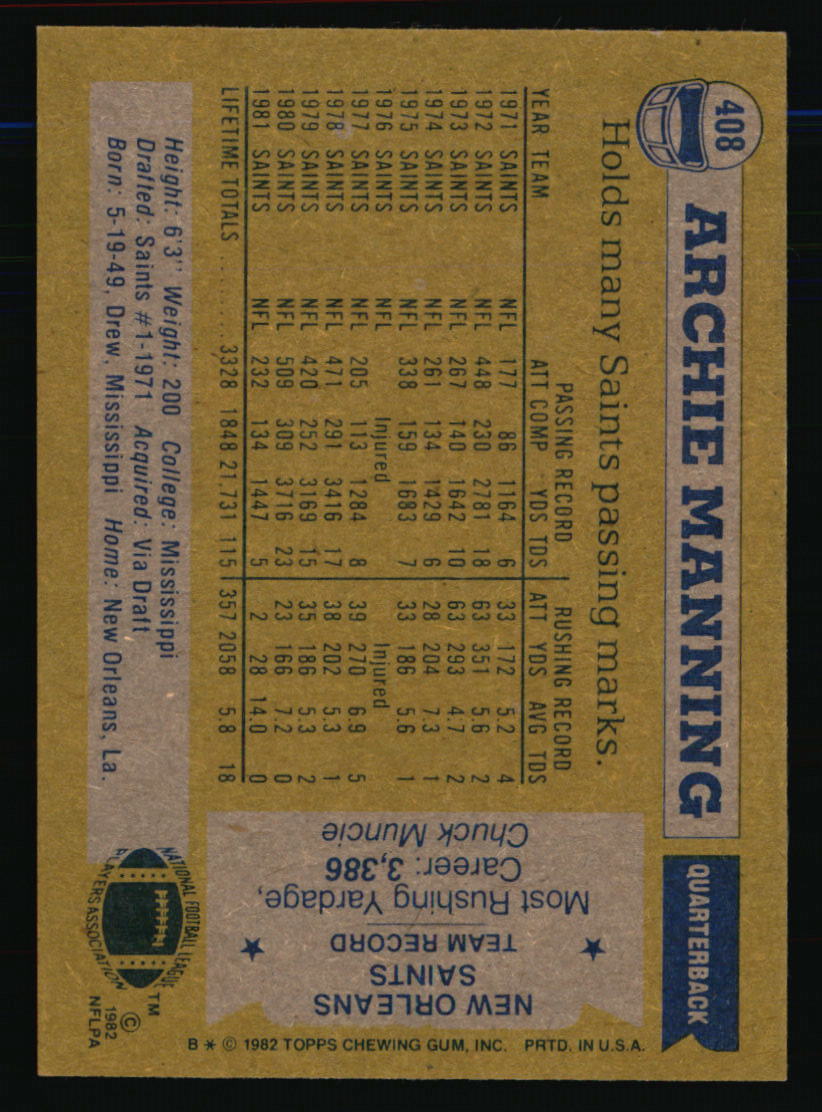 408
ARCHIE MANNING
QUARTERBACK
Holds many Saints passing marks.
PASSING RECORD RUSHING RECORD
YEAR TEAM ATT COMP YDS TDS ATT YDS AVG TDS
1971 SAINTS NFL 177 86 1164 6 33 172 5.2 4
1972 SAINTS NFL 448 230 2781 18 63 351 5.6 2
1973 SAINTS NFL 267 140 1642 10 63 293 4.7 2
1974 SAINTS NFL 261 134 1429 6 28 204 7.3 1
1975 SAINTS NFL 338 159 1683 7 33 186 5.6 1
1976 SAINTS NFL Injured Injured
1977 SAINTS NFL 205 113 1284 8 39 270 6.9 5
1978 SAINTS NFL 471 291 3416 17 38 202 5.3 1
1979 SAINTS NFL 420 252 3169 15 35 186 5.3 2
1980 SAINTS NFL 509 309 3716 23 23 166 7.2 0
1981 SAINTS NFL 232 134 1447 5 2 28 14.0 0
LIFETIME TOTALS ........ 3328 1848 21.731 115 357 2058 5.8 18
Height: 6'3" Weight: 200 College: Mississippi
Drafted: Saints #1-1971 Acquired: Via Draft
Born: 5-19-49, Drew, Mississippi Home: New Orleans, La.
NEW ORLEANS
SAINTS
★ TEAM RECORD ★
Most Rushing Yardage,
Career: 3,386
Chuck Muncie
NATIONAL FOOTBALL LEAGUE
PLAYERS ASSOCIATION
TM
©
1982
NFLPA
B * © 1982 TOPPS CHEWING GUM, INC. PRTD. IN U.S.A.